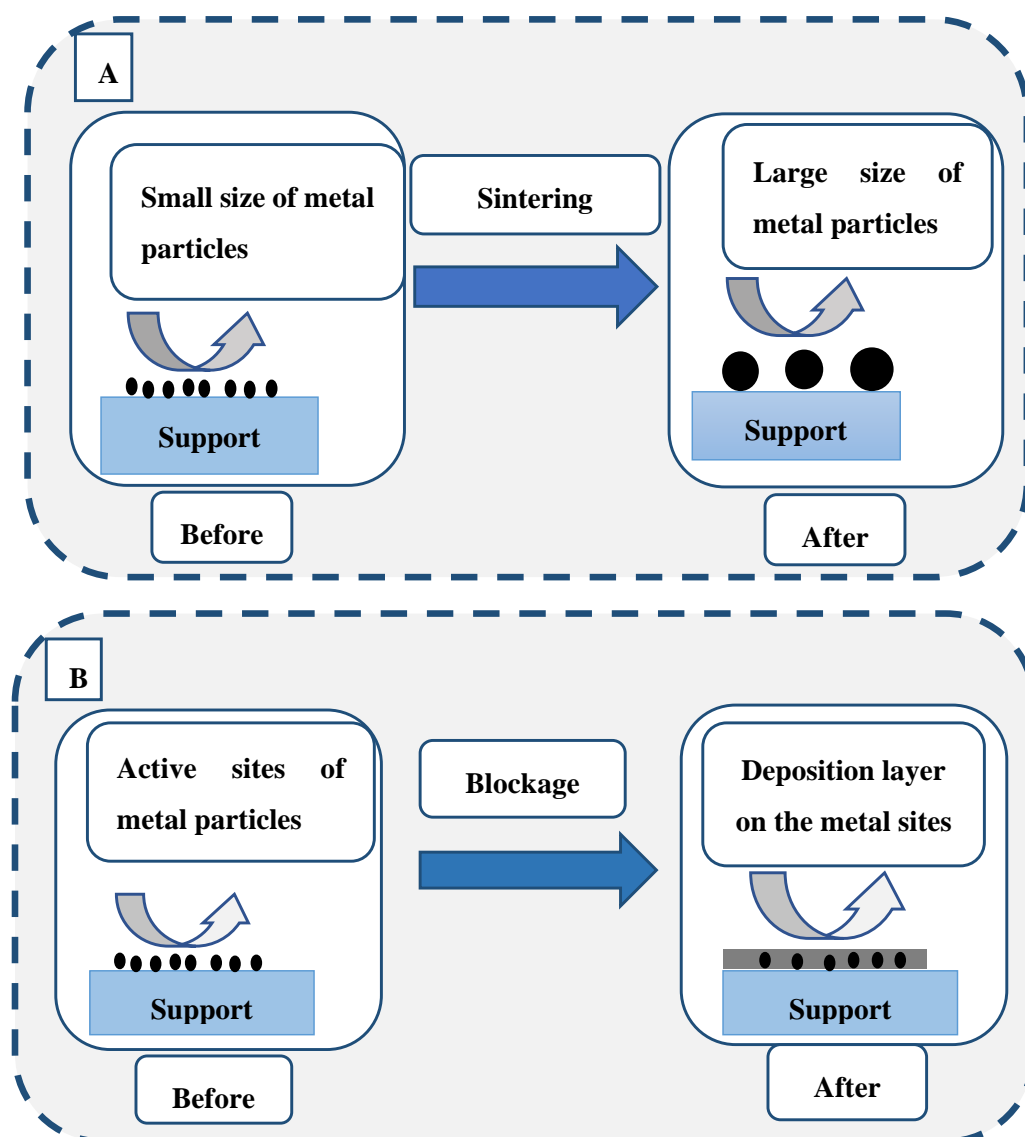 A
Small size of metal
particles
Sintering
Large size of
metal particles
Support
Support
Before
After
B
Active sites of
metal particles
Blockage
Deposition layer
on the metal sites
Support
Support
Before
After